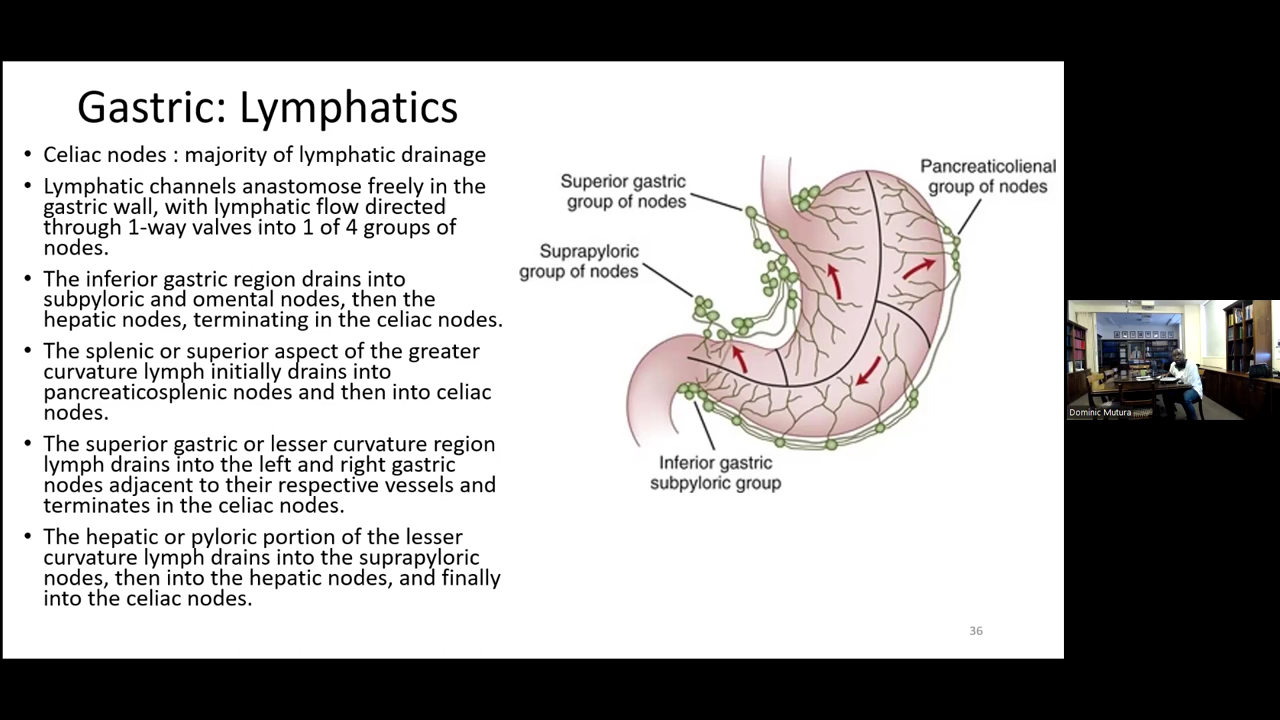 Gastric: Lymphatics
• Celiac nodes : majority of lymphatic drainage
• Lymphatic channels anastomose freely in the
gastric wall, with lymphatic flow directed
through 1-way valves into 1 of 4 groups of
nodes.
• The inferior gastric region drains into
subpyloric and omental nodes, then the
hepatic nodes, terminating in the celiac nodes.
• The splenic or superior aspect of the greater
curvature lymph initially drains into
pancreaticosplenic nodes and then into celiac
nodes.
• The superior gastric or lesser curvature region
lymph drains into the left and right gastric
nodes adjacent to their respective vessels and
terminates in the celiac nodes.
• The hepatic or pyloric portion of the lesser
curvature lymph drains into the suprapyloric
nodes, then into the hepatic nodes, and finally
into the celiac nodes.
Superior gastric
group of nodes
Pancreaticolienal
group of nodes
Suprapyloric
group of nodes
Inferior gastric
subpyloric group
36
Dominic Mutura